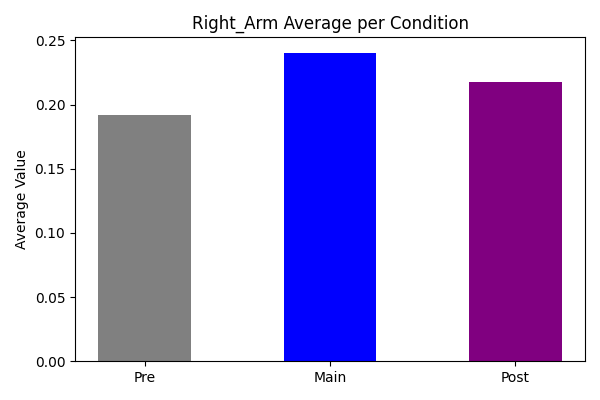 Right_Arm Average per Condition
Average Value
0.25
0.20
0.15
0.10
0.05
0.00
Pre
Main
Post